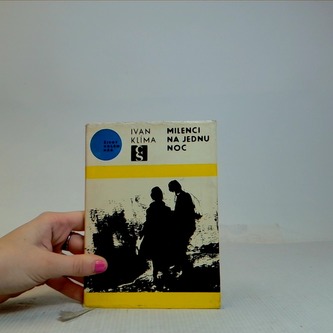 IVAN
KLÍMA
MILENCI
NA JEDNU
NOC